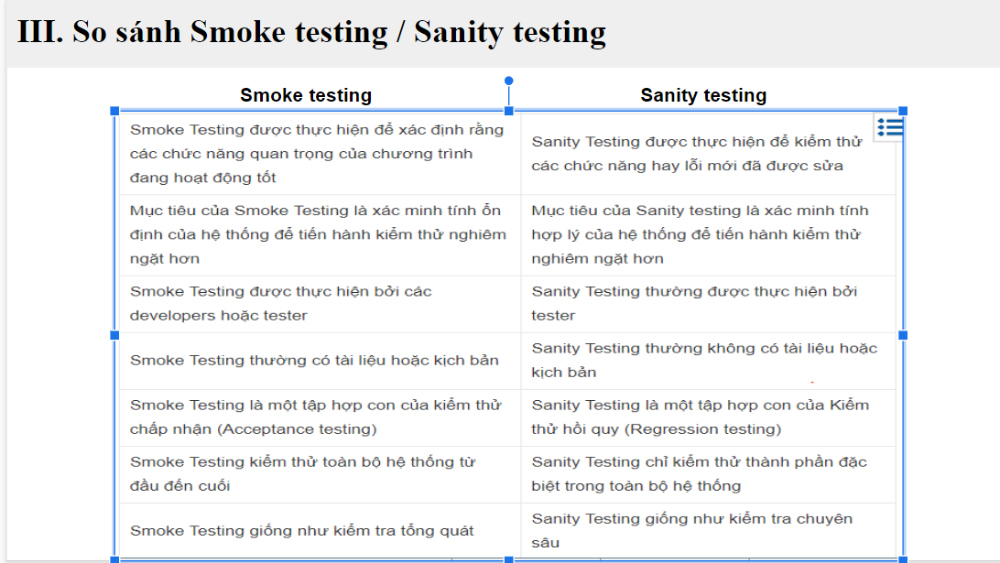 III. So sánh Smoke testing / Sanity testing
Smoke testing
Sanity testing
Smoke Testing được thực hiện để xác định rằng
các chức năng quan trọng của chương trình
đang hoạt động tốt
Sanity Testing được thực hiện để kiểm thử
các chức năng hay lỗi mới đã được sửa
Mục tiêu của Smoke Testing là xác minh tính ổn
định của hệ thống để tiến hành kiểm thử nghiêm
ngặt hơn
Mục tiêu của Sanity testing là xác minh tính
hợp lý của hệ thống để tiến hành kiểm thử
nghiêm ngặt hơn
Smoke Testing được thực hiện bởi các
developers hoặc tester
Sanity Testing thường được thực hiện bởi
tester
Smoke Testing thường có tài liệu hoặc kịch bản
Sanity Testing thường không có tài liệu hoặc
kịch bản
Smoke Testing là một tập hợp con của kiểm thử
chấp nhận (Acceptance testing)
Sanity Testing là một tập hợp con của Kiểm
thử hồi quy (Regression testing)
Smoke Testing kiểm thử toàn bộ hệ thống từ
đầu đến cuối
Sanity Testing chỉ kiểm thử thành phần đặc
biệt trong toàn bộ hệ thống
Smoke Testing giống như kiểm tra tổng quát
Sanity Testing giống như kiểm tra chuyên
sâu